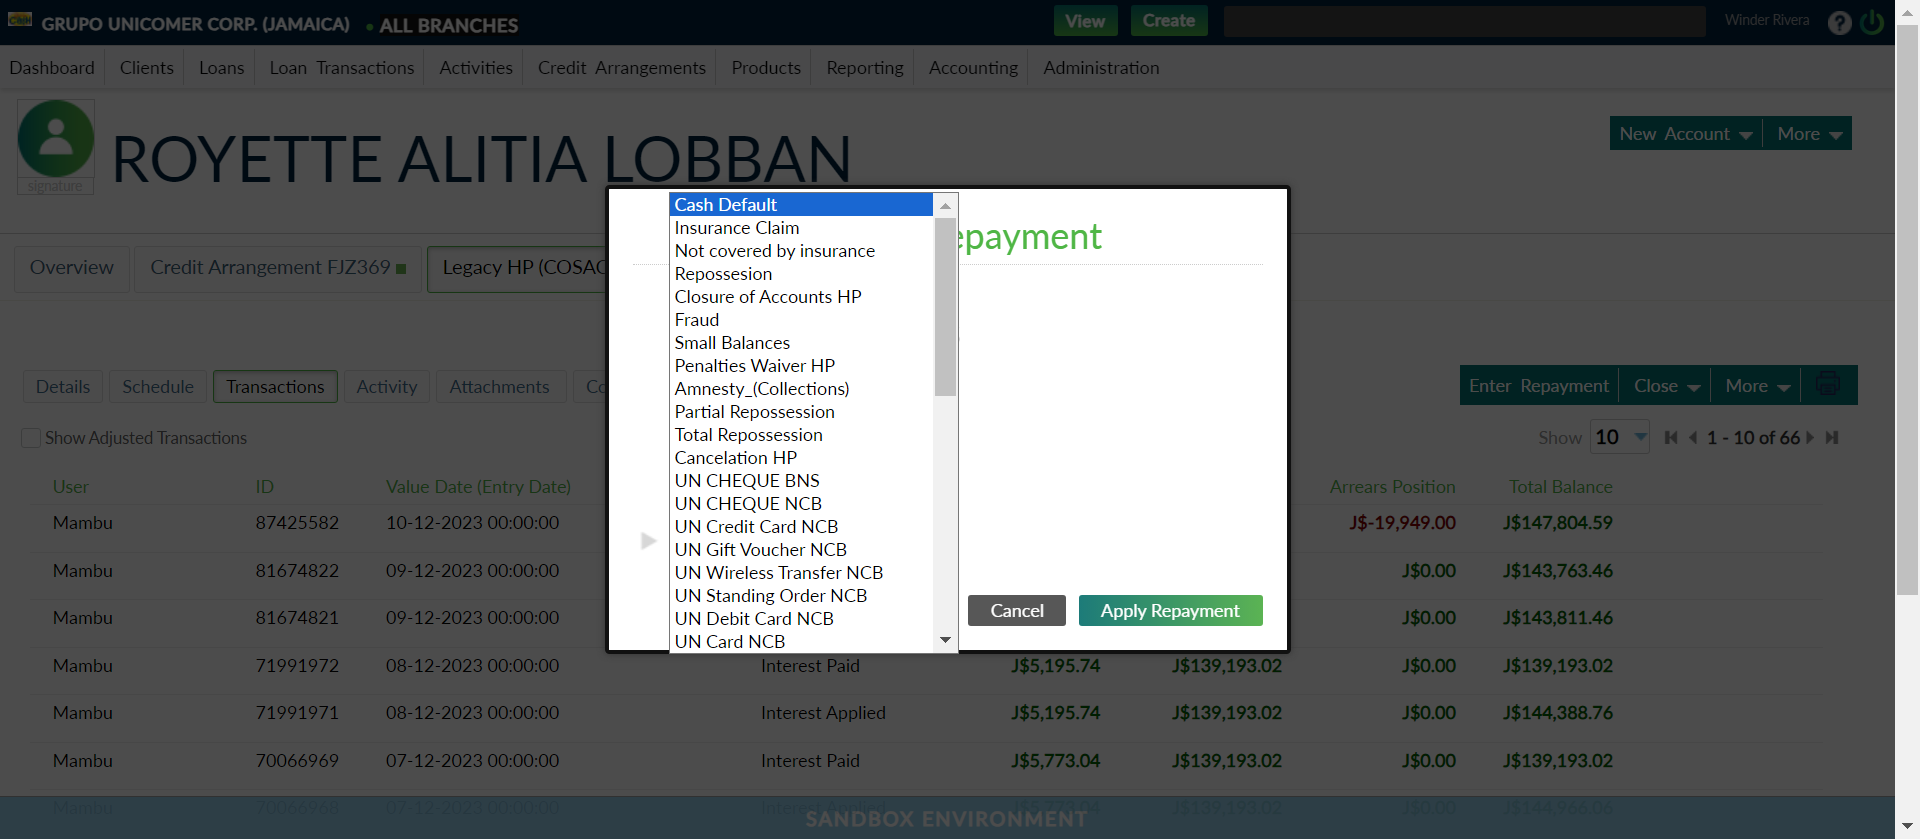 GRUPO UNICOMER CORP. (JAMAICA) ALL BRANCHES View Create Winder Rivera ?
Dashboard Clients Loans Loan Transactions Activities Credit Arrangements Products Reporting Accounting Administration
signature
ROYETTE ALITIA LOBBAN
New Account More
Overview Credit Arrangement FJZ369 Legacy HP (COSAC
epayment
Cash Default
Insurance Claim
Not covered by insurance
Repossesion
Closure of Accounts HP
Fraud
Small Balances
Penalties Waiver HP
Amnesty_(Collections)
Partial Repossession
Total Repossession
Cancelation HP
UN CHEQUE BNS
UN CHEQUE NCB
UN Credit Card NCB
UN Gift Voucher NCB
UN Wireless Transfer NCB
UN Standing Order NCB
UN Debit Card NCB
UN Card NCB
Cancel Apply Repayment
Details Schedule Transactions Activity Attachments Co
Enter Repayment Close More
Show Adjusted Transactions
Show 10 1 - 10 of 66
User ID Value Date (Entry Date) Arrears Position Total Balance
Mambu 87425582 10-12-2023 00:00:00 J$-19,949.00 J$147,804.59
Mambu 81674822 09-12-2023 00:00:00 J$0.00 J$143,763.46
Mambu 81674821 09-12-2023 00:00:00 J$0.00 J$143,811.46
Mambu 71991972 08-12-2023 00:00:00 Interest Paid J$5,195.74 J$139,193.02 J$0.00 J$139,193.02
Mambu 71991971 08-12-2023 00:00:00 Interest Applied J$5,195.74 J$139,193.02 J$0.00 J$144,388.76
Mambu 70066969 07-12-2023 00:00:00 Interest Paid J$5,773.04 J$139,193.02 J$0.00 J$139,193.02
Mambu 70066968 07-12-2023 00:00:00 Interest Applied J$5,773.04 J$139,193.02 J$0.00 J$144,966.06
SANDBOX ENVIRONMENT